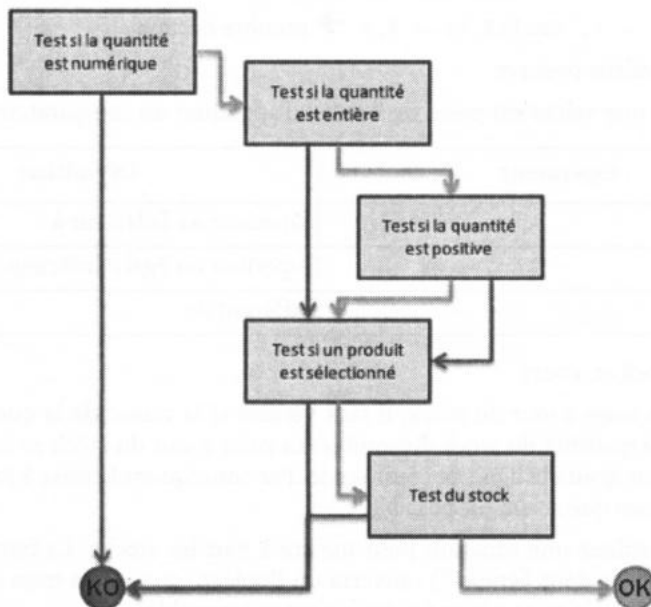 Test si la quantité
est numérique
Test si la quantité
est entière
Test si la quantité
est positive
Test si un produit
est sélectionné
Test du stock
KO
OK